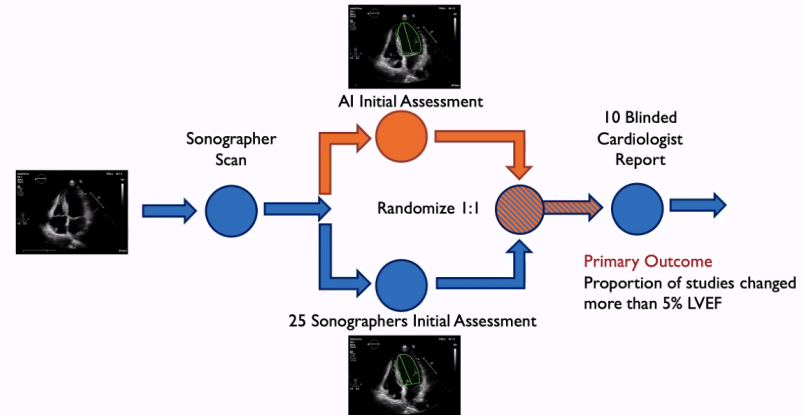 AI Initial Assessment
Sonographer
Scan
10 Blinded
Cardiologist
Report
Randomize 1:1
Primary Outcome
Proportion of studies changed
more than 5% LVEF
25 Sonographers Initial Assessment